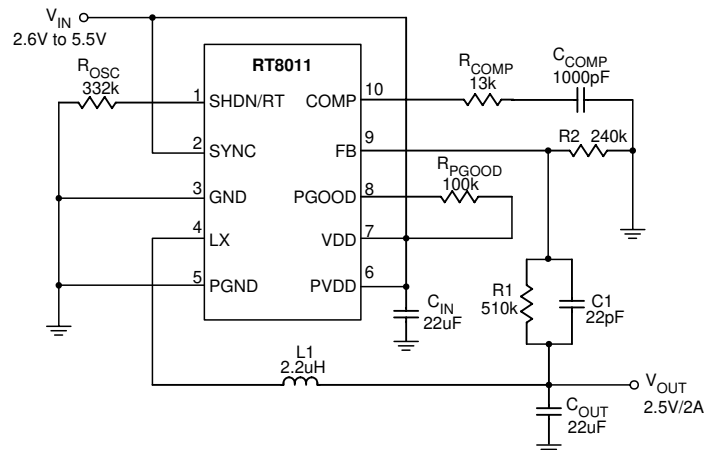 VIN
2.6V to 5.5V
ROSC
332k
RT8011
1 SHDN/RT
2 SYNC
3 GND
4 LX
5 PGND
COMP 10
FB 9
PGOOD 8
VDD 7
PVDD 6
RCOMP
13k
CCOMP
1000pF
R2 240k
RPGOOD
100k
CIN
22uF
R1
510k
C1
22pF
L1
2.2uH
VOUT
2.5V/2A
COUT
22uF